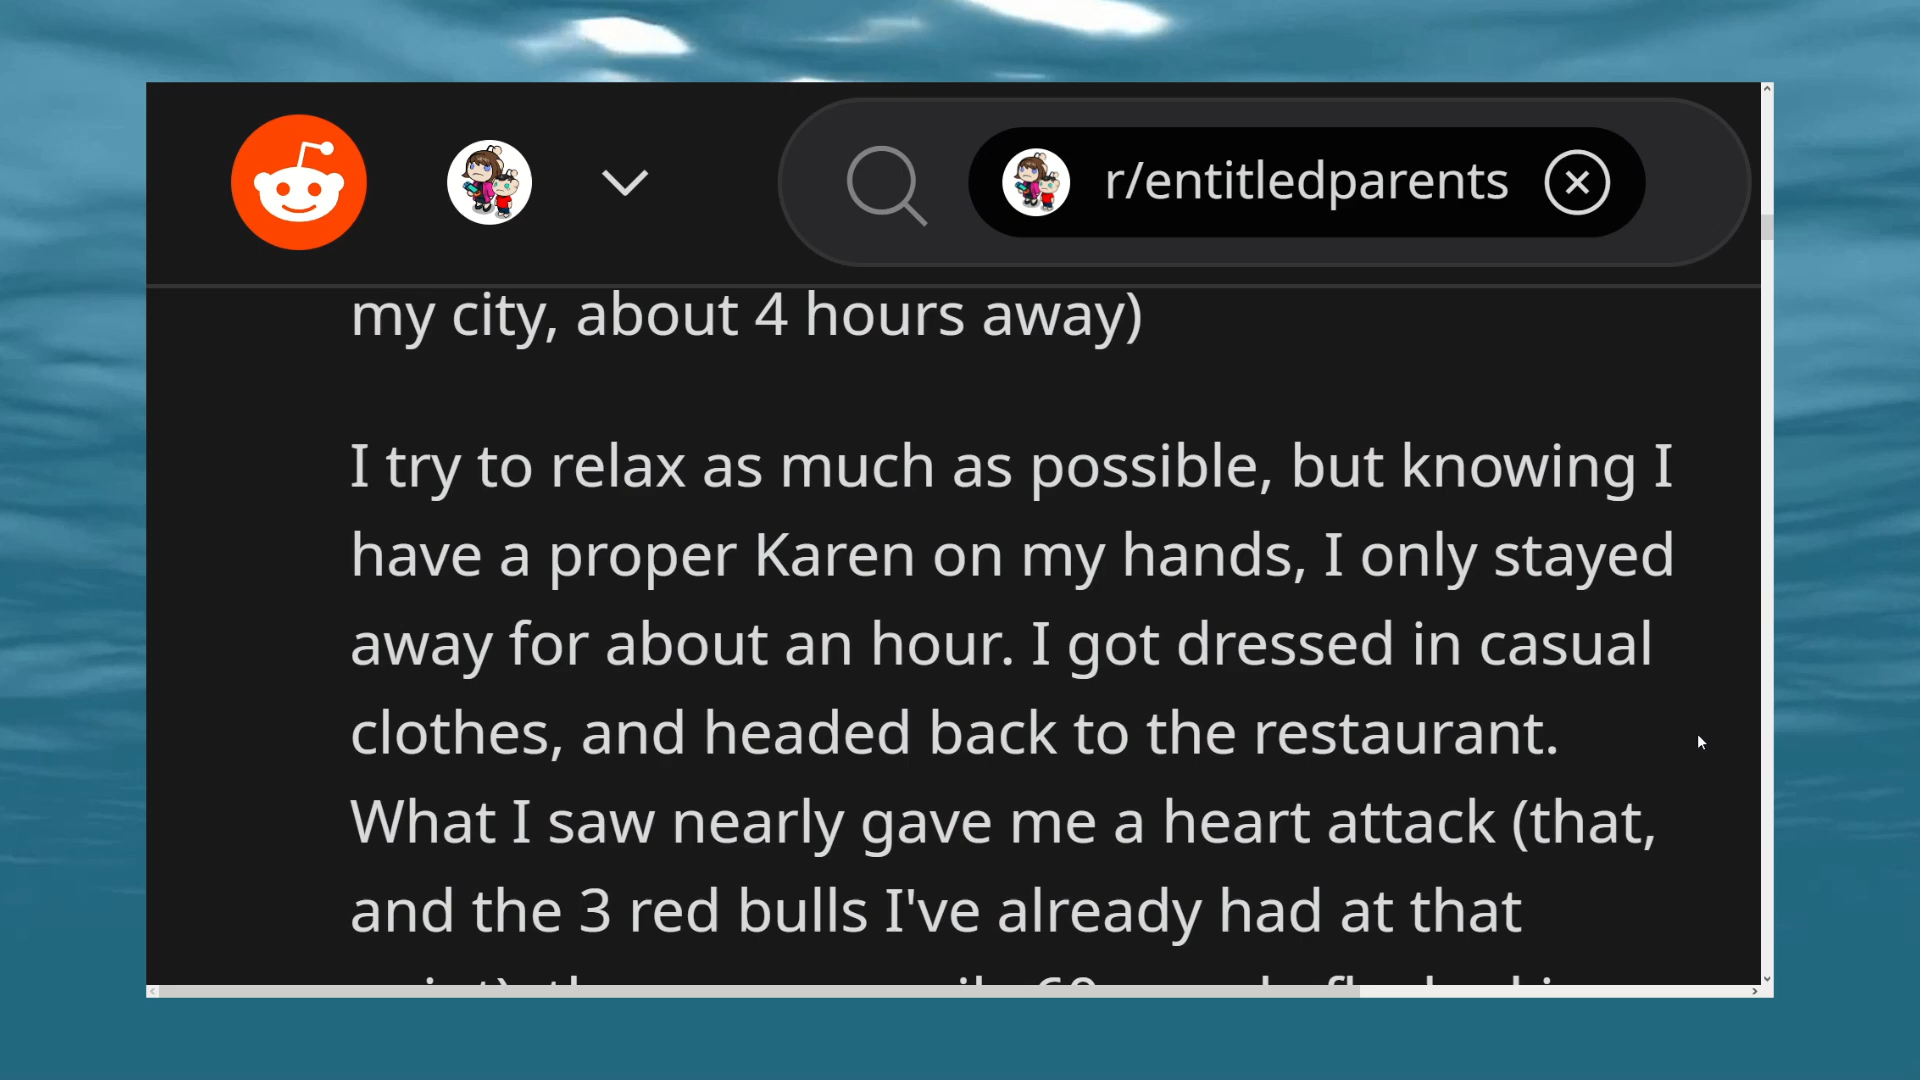 r/entitledparents
my city, about 4 hours away)
I try to relax as much as possible, but knowing I
have a proper Karen on my hands, I only stayed
away for about an hour. I got dressed in casual
clothes, and headed back to the restaurant.
What I saw nearly gave me a heart attack (that,
and the 3 red bulls I've already had at that